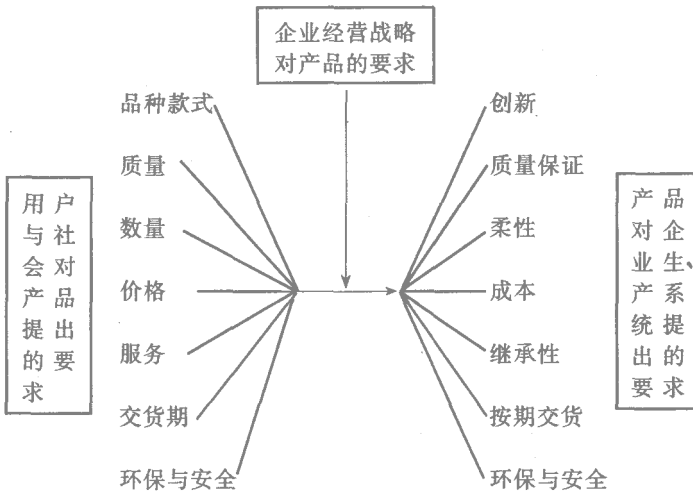 企业经营战略
对产品的要求
品种款式
质量
数量
价格
服务
交货期
环保与安全
创新
质量保证
柔性
成本
继承性
按期交货
环保与安全
用户
与社
会对
产品
提出
的要
求
产品
对企
业生、
产系
统提
出的
要求